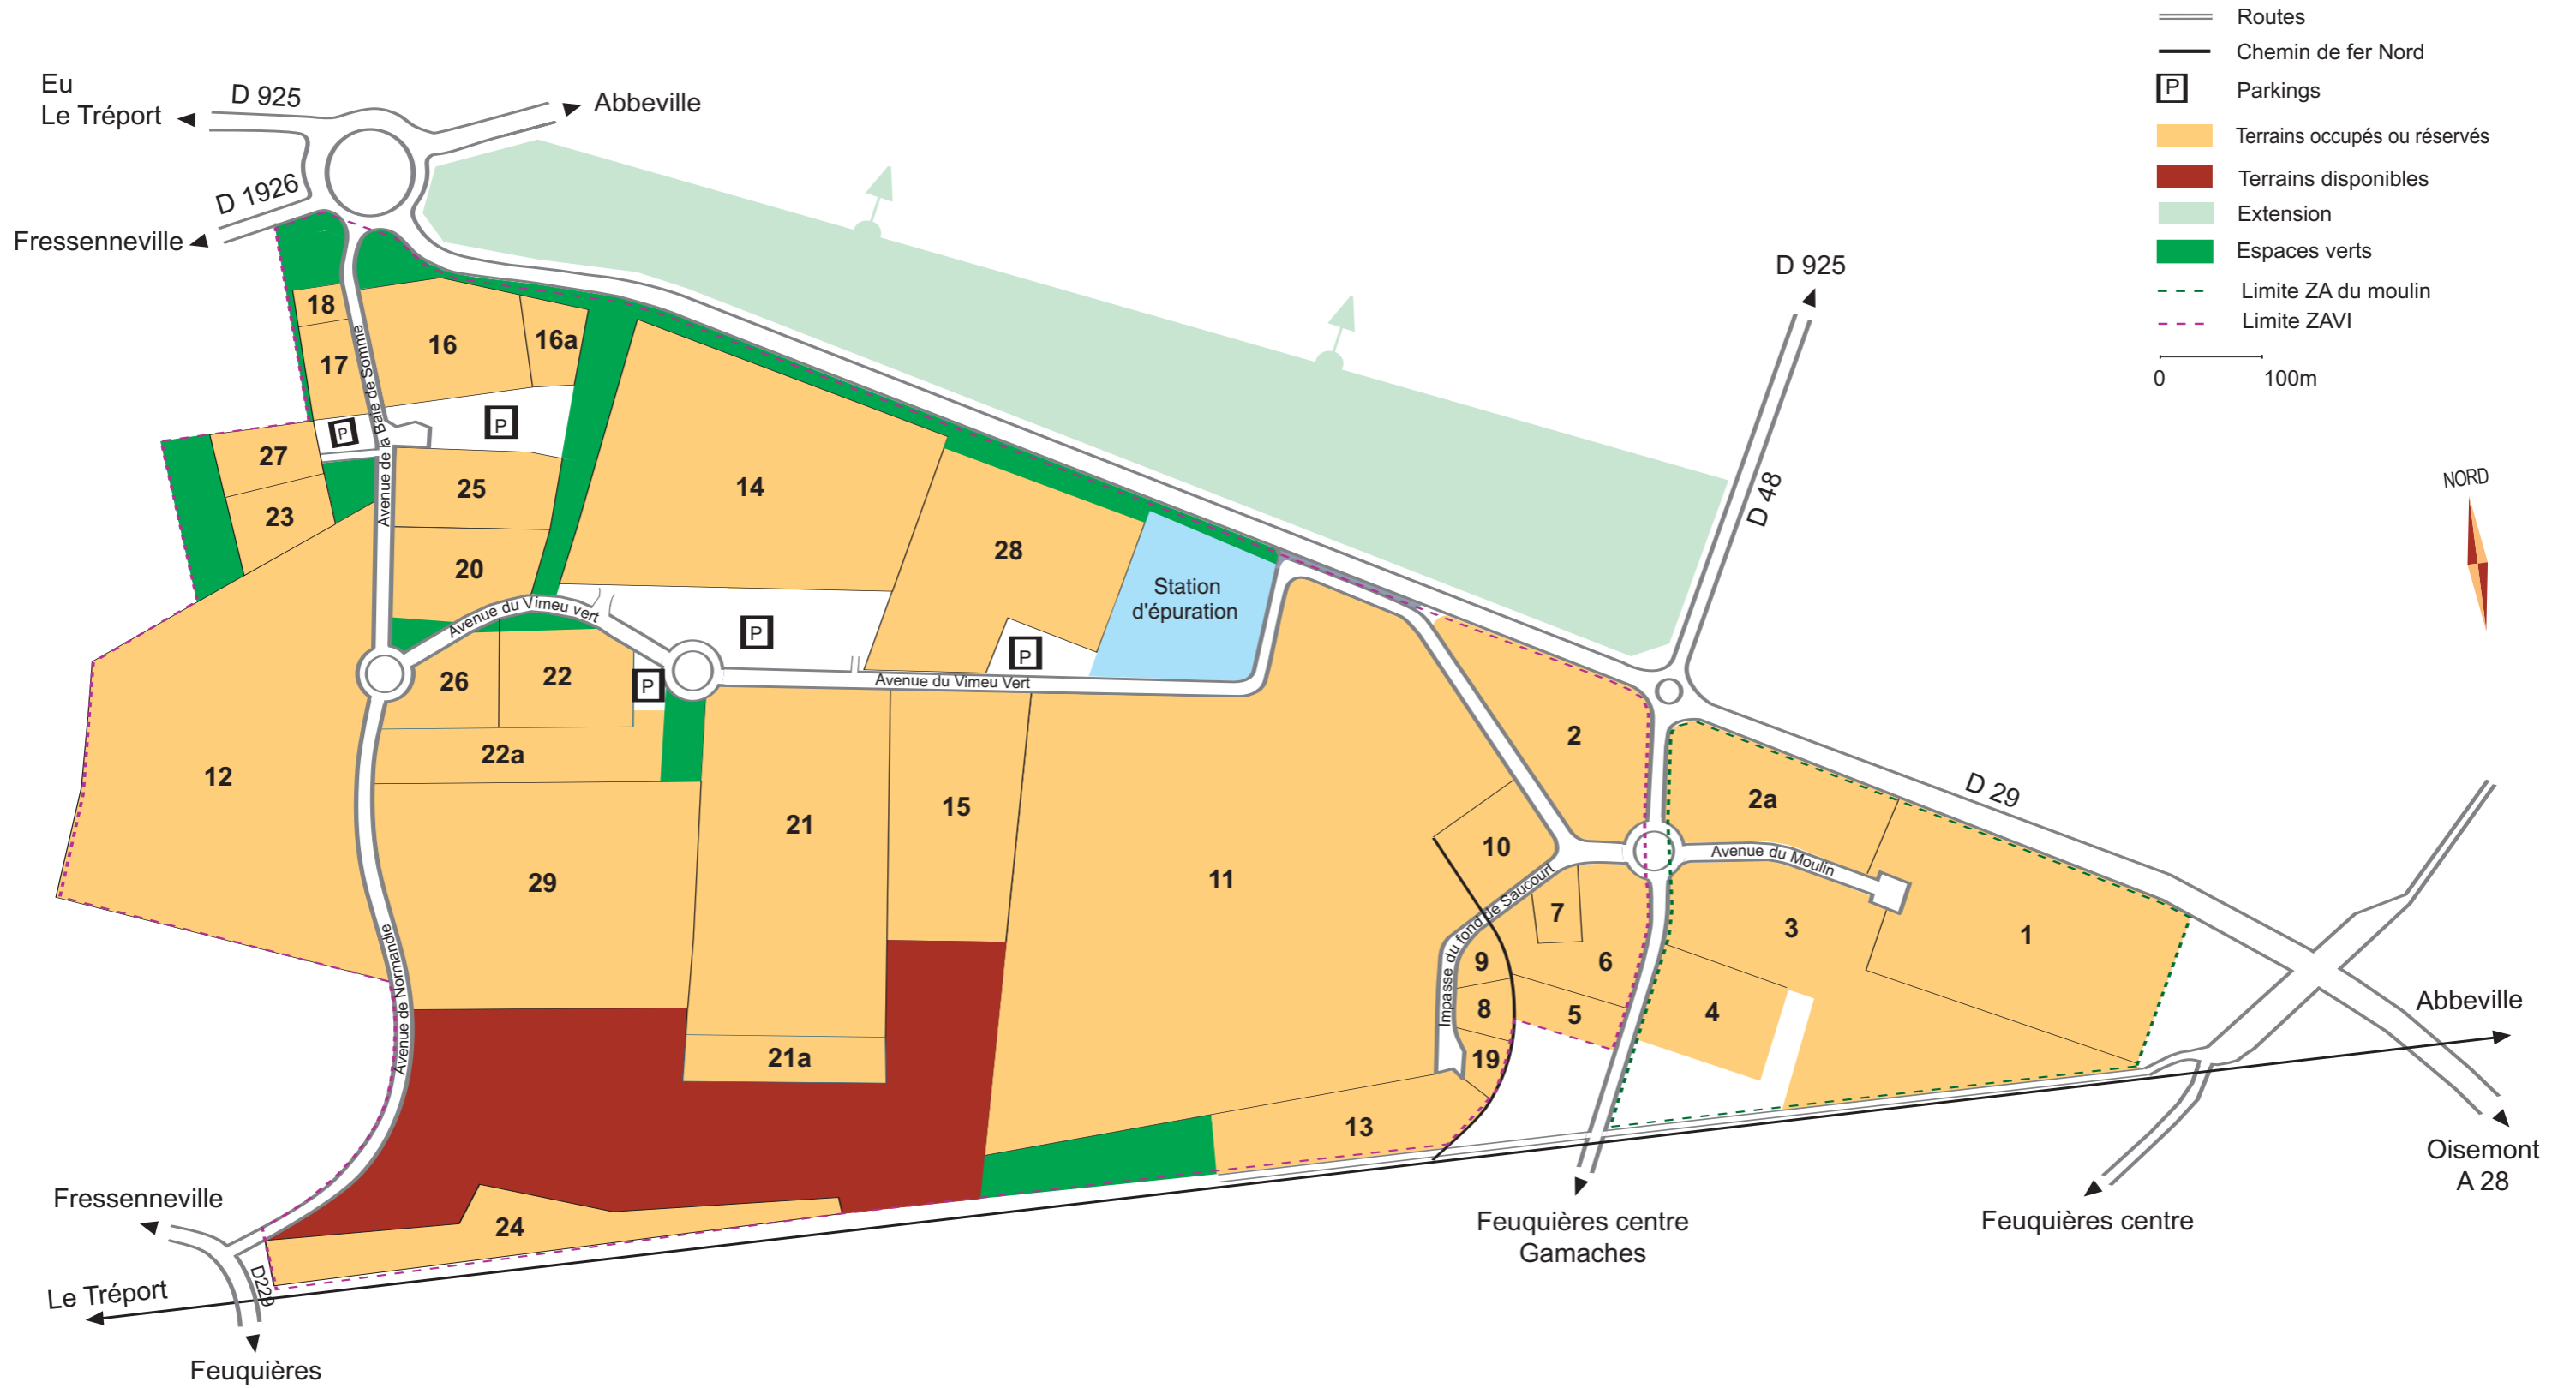 Routes
Chemin de fer Nord
P
Parkings
Terrains occupés ou réservés
Terrains disponibles
Extension
Espaces verts
Limite ZA du moulin
Limite ZAVI
0
100m
NORD
Eu
Le Tréport
D 925
Abbeville
D 1926
Fressenneville
D 925
D 48
18
17
16
16a
Avenue de la Baie de Somme
P
P
27
23
25
20
14
28
Station
d'épuration
Avenue du Vimeu vert
P
P
P
Avenue du Vimeu Vert
26
22
22a
12
29
21
21a
15
11
2
2a
D 29
10
Avenue du Moulin
Impasse du fond de Saucourt
7
9
6
8
5
19
3
1
4
13
24
Avenue de Normandie
Abbeville
Oisemont
A 28
Feuquières centre
Feuquières centre
Gamaches
Fressenneville
D229
Le Tréport
Feuquières